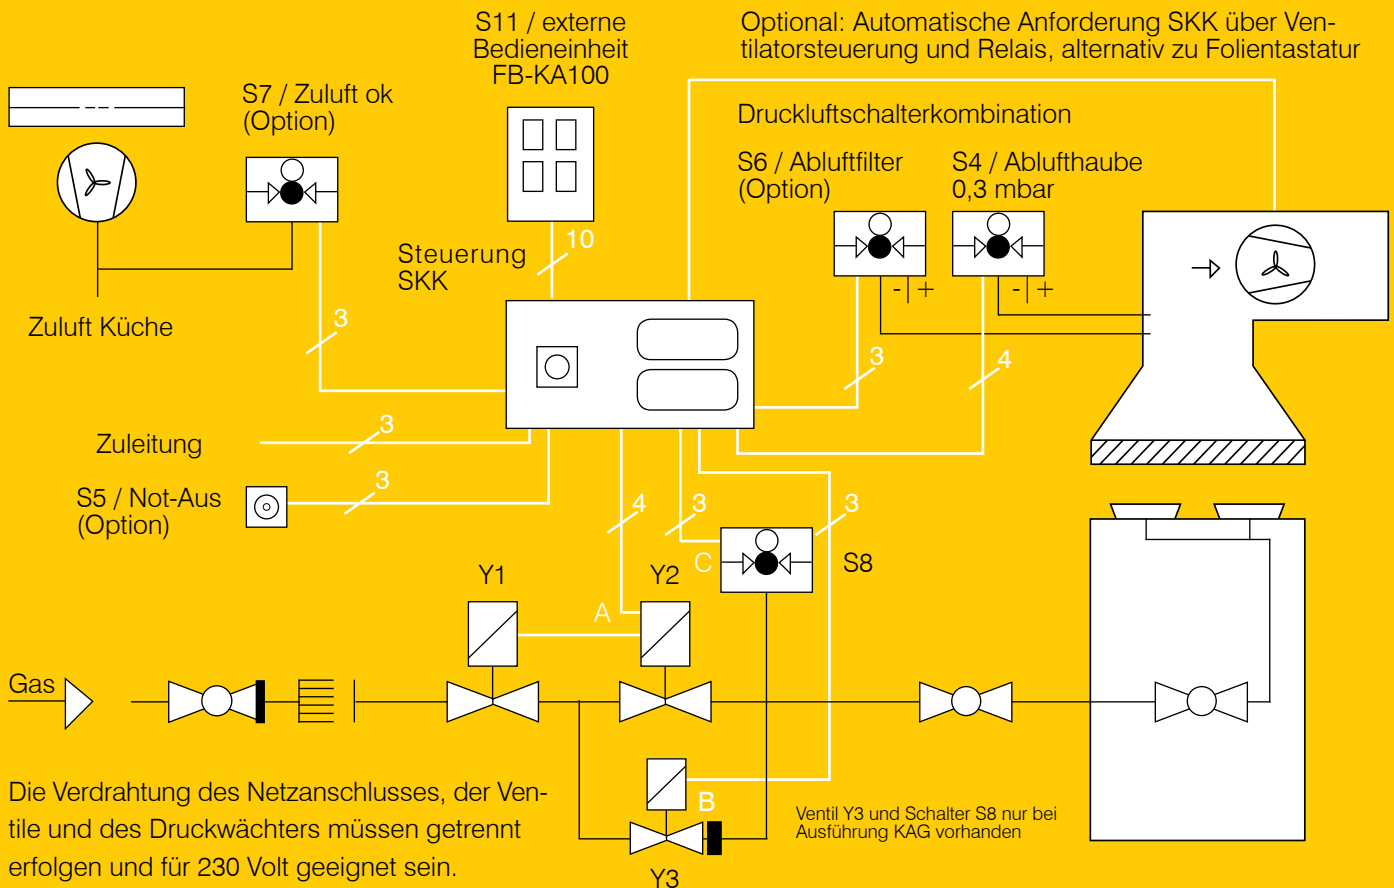 S11 / externe
Bedieneinheit
FB-KA100
Optional: Automatische Anforderung SKK über Ven-
tilatorsteuerung und Relais, alternativ zu Folientastatur
S7 / Zuluft ok
(Option)
Druckluftschalterkombination
S6 / Abluftfilter
(Option)
S4 / Ablufthaube
0,3 mbar
Steuerung
SKK
10
- | +
- | +
Zuluft Küche
3
3
4
Zuleitung
3
S5 / Not-Aus
(Option)
3
4
3
3
C
S8
Y1
Y2
A
Gas
B
Die Verdrahtung des Netzanschlusses, der Ven-
tile und des Druckwächters müssen getrennt
erfolgen und für 230 Volt geeignet sein.
Ventil Y3 und Schalter S8 nur bei
Ausführung KAG vorhanden
Y3